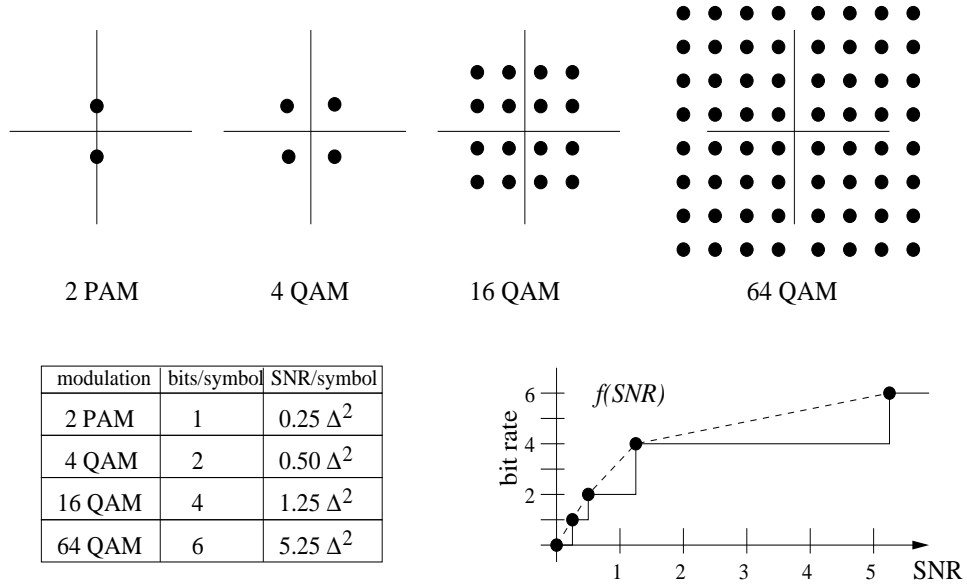 2 PAM
4 QAM
16 QAM
64 QAM
modulation bits/symbol SNR/symbol
2 PAM 1 0.25 Δ²
4 QAM 2 0.50 Δ²
16 QAM 4 1.25 Δ²
64 QAM 6 5.25 Δ²
f(SNR)
bit rate
6
4
2
1 2 3 4 5 SNR